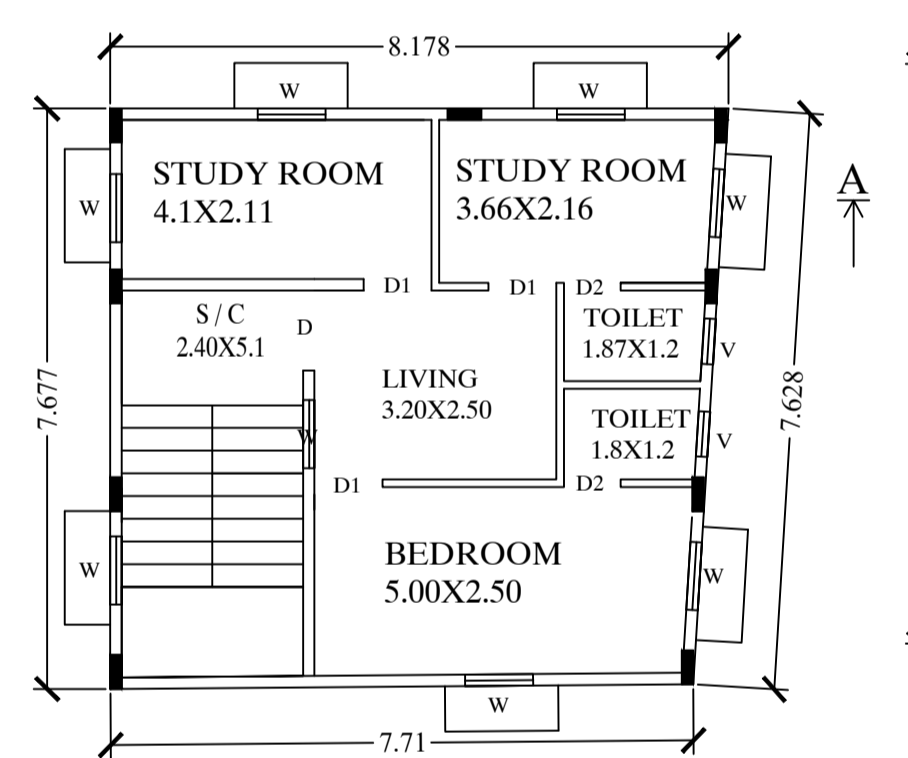 8.178
W
W
STUDY ROOM
4.1X2.11
STUDY ROOM
3.66X2.16
W
W
A
D1
D1
D2
S / C
2.40X5.1
D
TOILET
1.87X1.2
V
LIVING
3.20X2.50
7.677
7.628
W
TOILET
1.8X1.2
V
D1
D2
BEDROOM
5.00X2.50
W
W
W
7.71